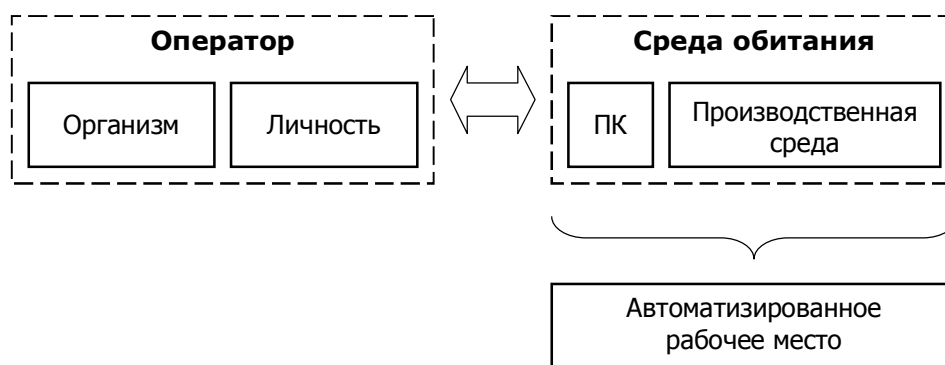 Оператор
Организм
Личность
Среда обитания
ПК
Производственная
среда
Автоматизированное
рабочее место